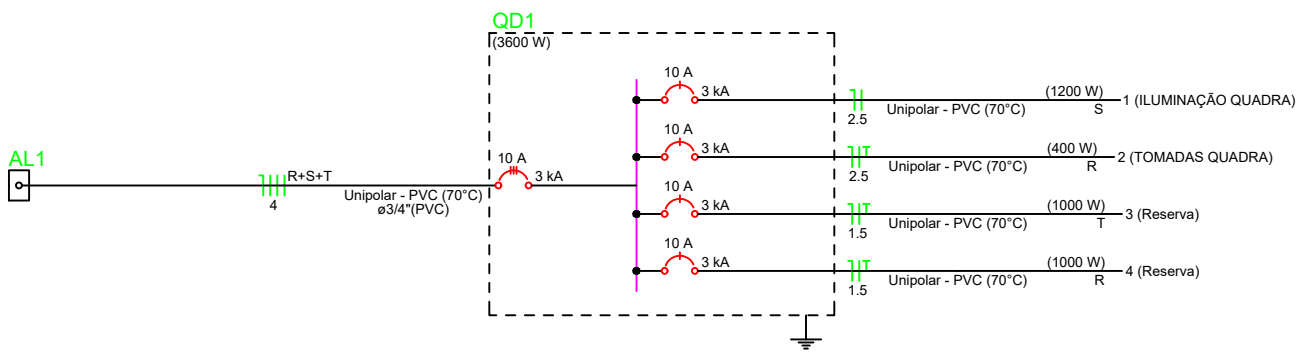 QD1
(3600 W)
10 A
3 kA
2.5
Unipolar - PVC (70°C)
(1200 W)
S
1 (ILUMINAÇÃO QUADRA)
10 A
3 kA
T
2.5
Unipolar - PVC (70°C)
(400 W)
R
2 (TOMADAS QUADRA)
AL1
R+S+T
4
Unipolar - PVC (70°C)
ø3/4"(PVC)
10 A
3 kA
10 A
3 kA
T
1.5
Unipolar - PVC (70°C)
(1000 W)
T
3 (Reserva)
10 A
3 kA
T
1.5
Unipolar - PVC (70°C)
(1000 W)
R
4 (Reserva)